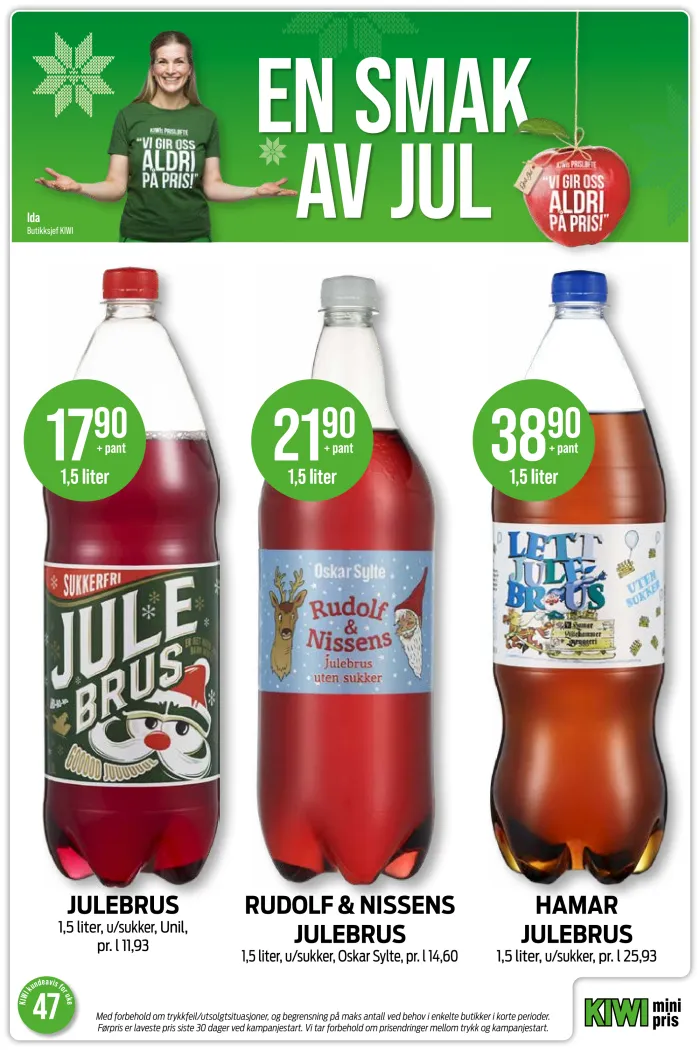 EN SMAK
AV JUL
KIWIs PRISLØFTE
"VI GIR OSS
ALDRI
PÅ PRIS!"
KIWIs PRISLØFTE
"VI GIR OSS
ALDRI
PÅ PRIS!"
Ida
Butikksjef KIWI
17 90
+ pant
1,5 liter
21 90
+ pant
1,5 liter
38 90
+ pant
1,5 liter
SUKKERFRI
JULE
BRUS
Oskar Sylte
Rudolf
&
Nissens
julebrus
uten sukker
LETT
JULE
BRUS
UTEN
SUKKER
JULEBRUS
1,5 liter, u/sukker, Unil,
pr. l 11,93
RUDOLF & NISSENS
JULEBRUS
1,5 liter, u/sukker, Oskar Sylte, pr. l 14,60
HAMAR
JULEBRUS
1,5 liter, u/sukker, pr. l 25,93
KIWI kundeavis for uke
47
Med forbehold om trykkfeil/utsolgtsituasjoner, og begrensning på maks antall ved behov i enkelte butikker i korte perioder.
Førpris er laveste pris siste 30 dager ved kampanjestart. Vi tar forbehold om prisendringer mellom trykk og kampanjestart.
KIWI mini
pris